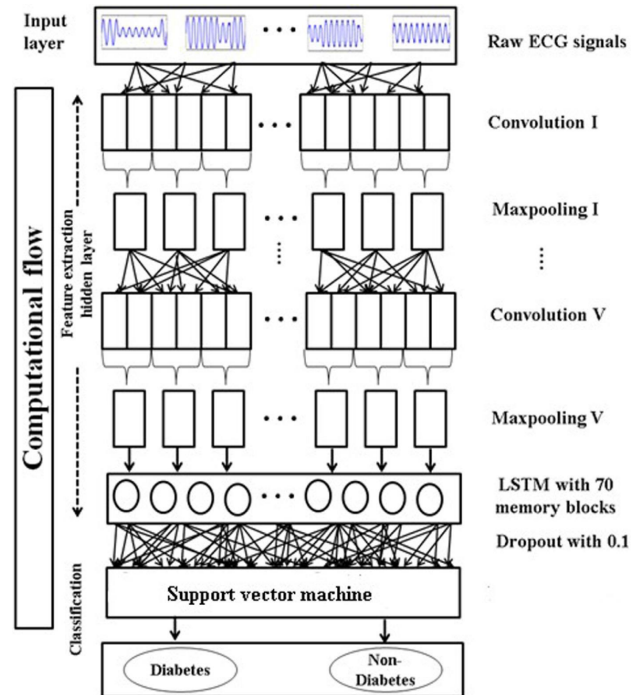 Input
layer
Raw ECG signals
Computational flow
Feature extraction
hidden layer
Classification
Convolution I
Maxpooling I
Convolution V
Maxpooling V
LSTM with 70
memory blocks
Dropout with 0.1
Support vector machine
Diabetes
Non-
Diabetes